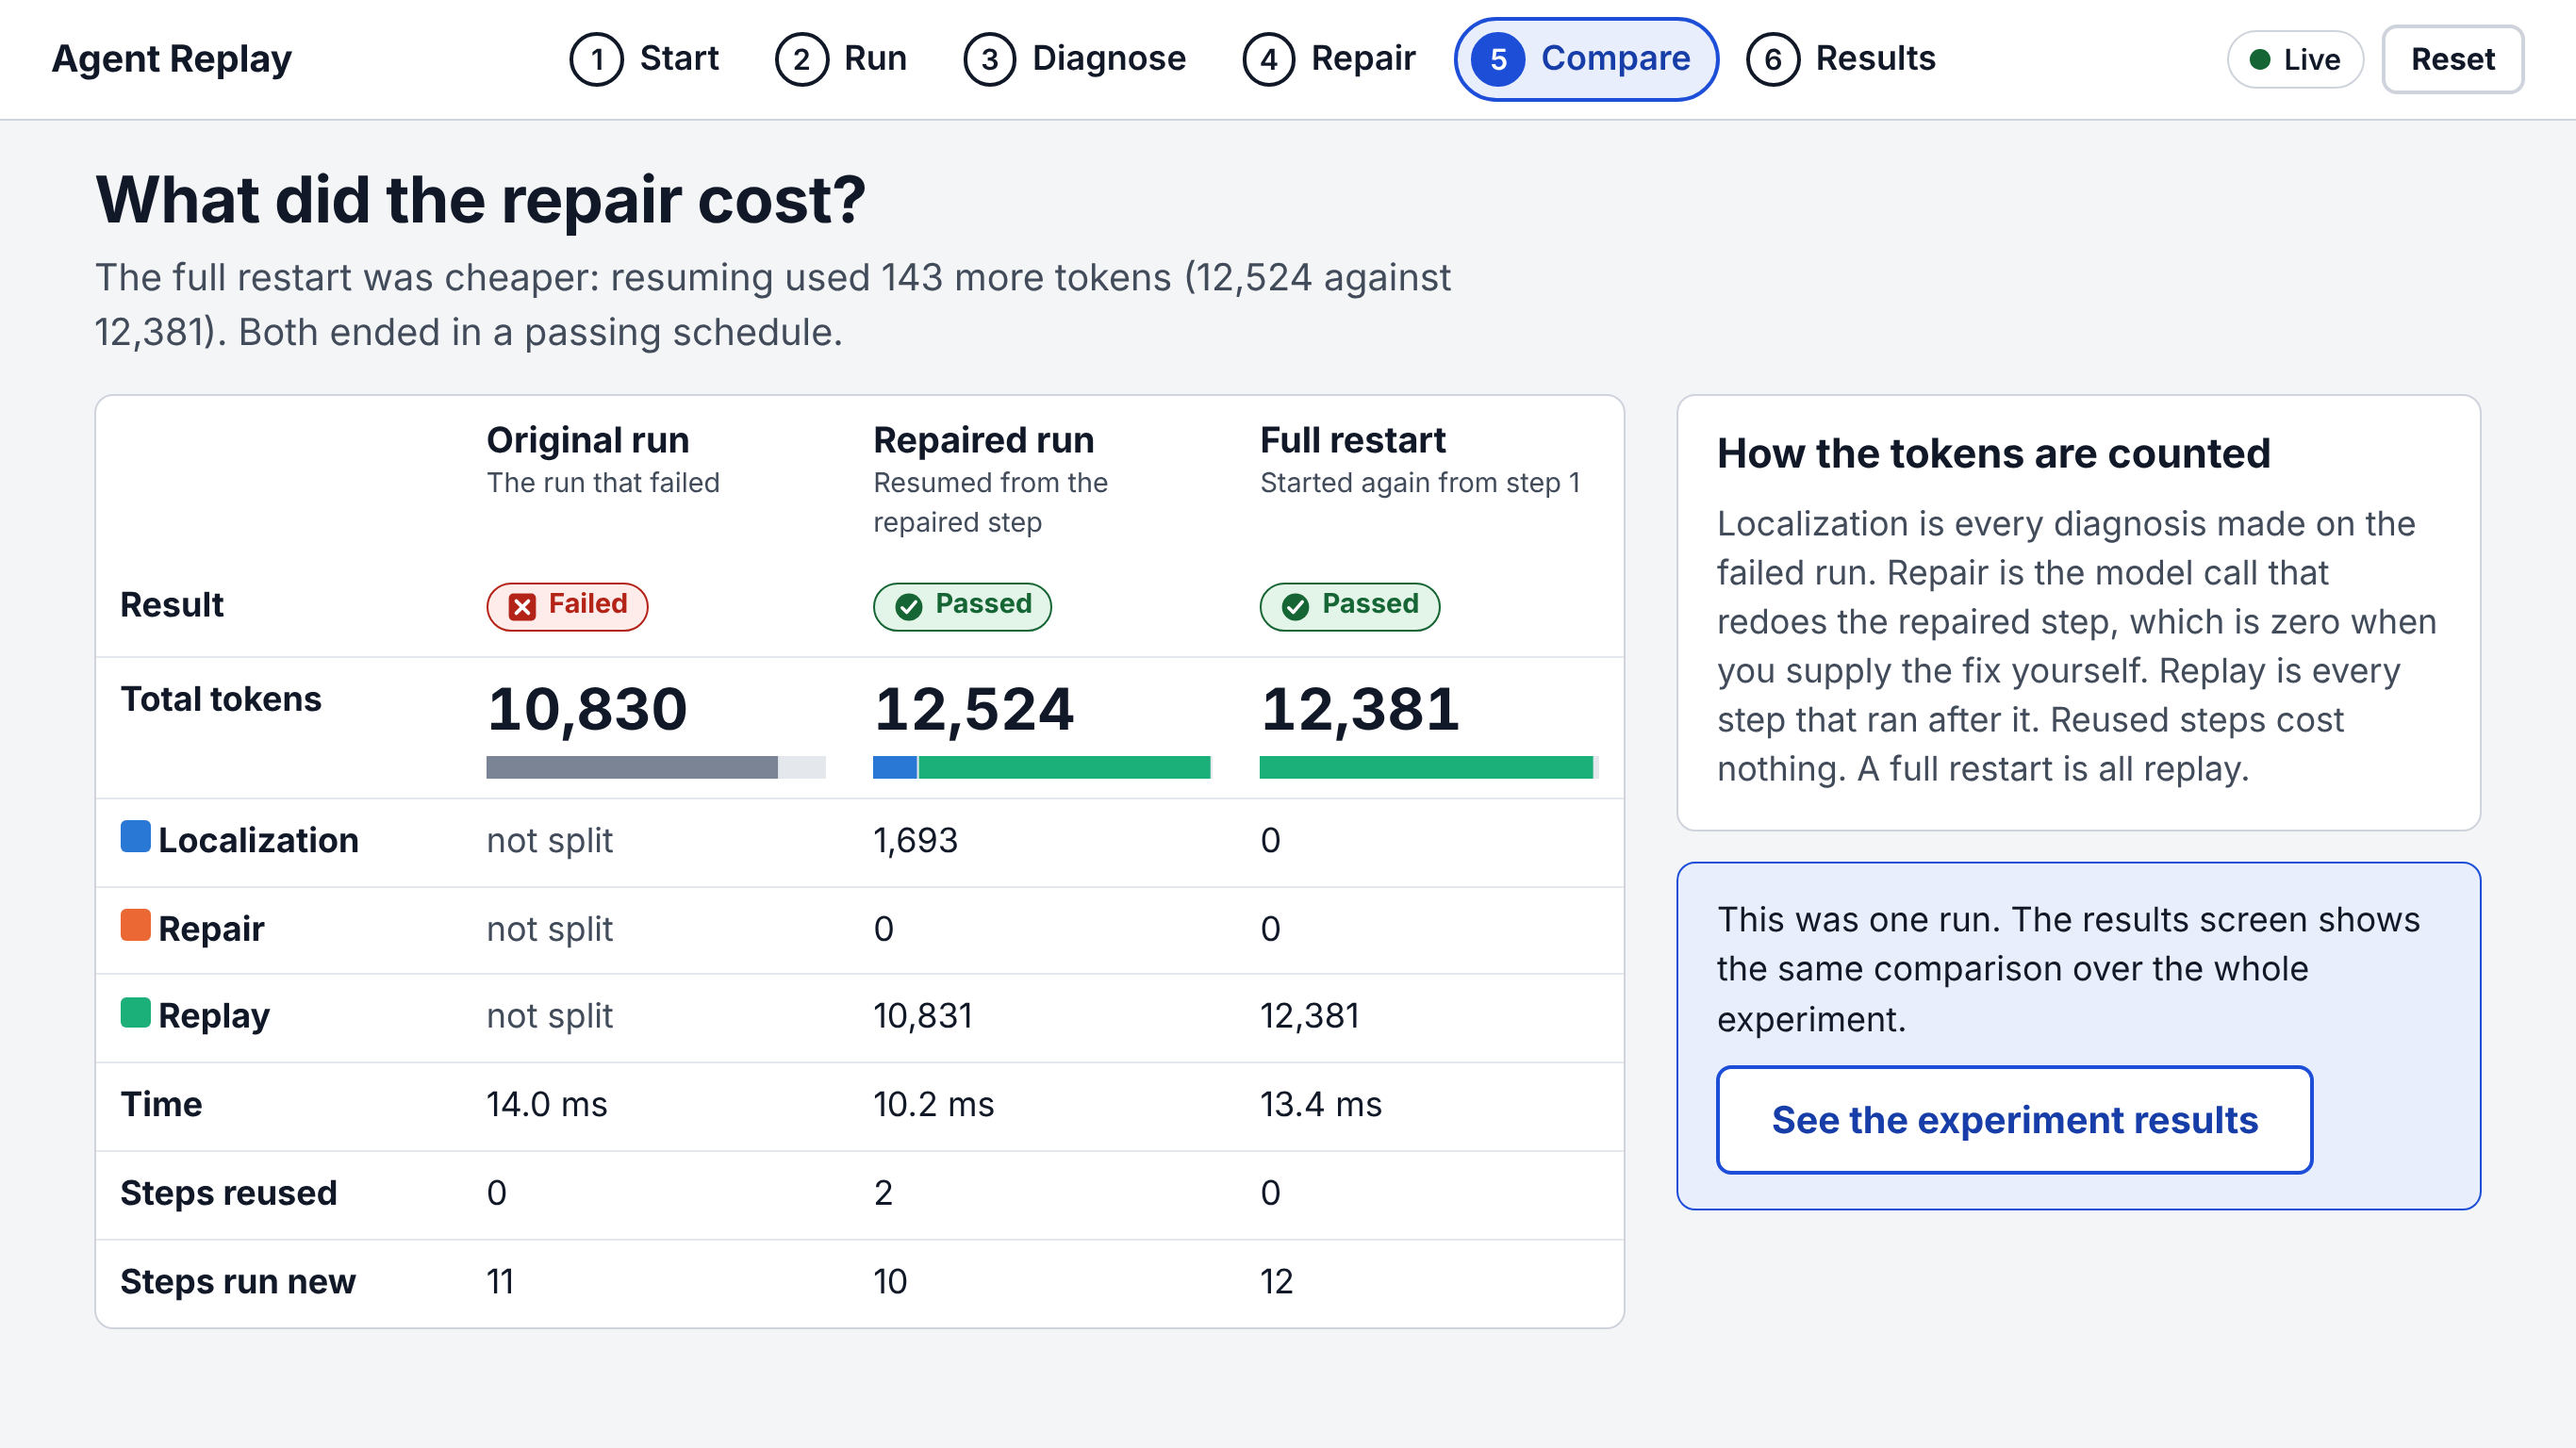 Agent Replay
1 Start
2 Run
3 Diagnose
4 Repair
5 Compare
6 Results
Live
Reset
What did the repair cost?
The full restart was cheaper: resuming used 143 more tokens (12,524 against
12,381). Both ended in a passing schedule.
Original run
The run that failed
Repaired run
Resumed from the
repaired step
Full restart
Started again from step 1
Result Failed Passed Passed
Total tokens 10,830 12,524 12,381
Localization not split 1,693 0
Repair not split 0 0
Replay not split 10,831 12,381
Time 14.0 ms 10.2 ms 13.4 ms
Steps reused 0 2 0
Steps run new 11 10 12
How the tokens are counted
Localization is every diagnosis made on the
failed run. Repair is the model call that
redoes the repaired step, which is zero when
you supply the fix yourself. Replay is every
step that ran after it. Reused steps cost
nothing. A full restart is all replay.
This was one run. The results screen shows
the same comparison over the whole
experiment.
See the experiment results